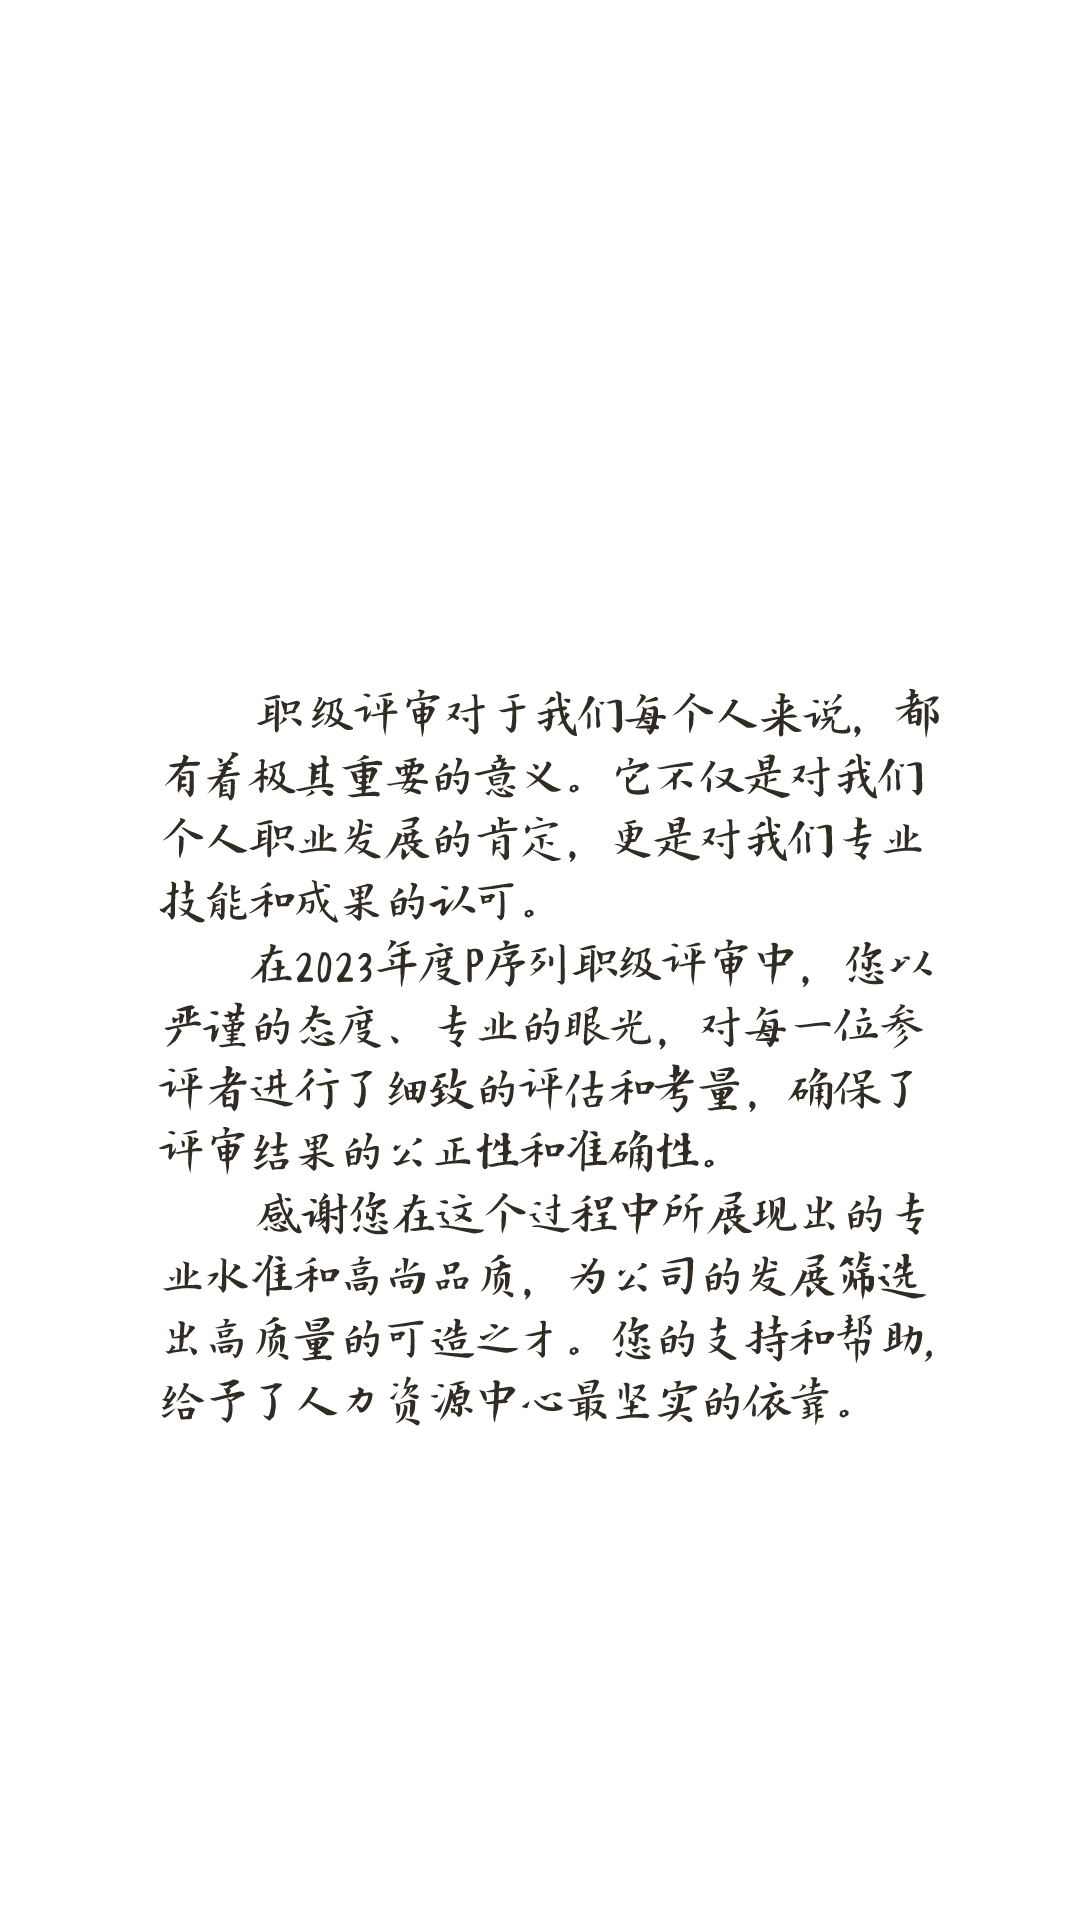 职级评审对于我们每个人来说，都
有着极其重要的意义。它不仅是对我们
个人职业发展的肯定，更是对我们专业
技能和成果的认可。
在2023年度P序列职级评审中，您以
严谨的态度、专业的眼光，对每一位参
评者进行了细致的评估和考量，确保了
评审结果的公正性和准确性。
感谢您在这个过程中所展现出的专
业水准和高尚品质，为公司的发展筛选
出高质量的可造之才。您的支持和帮助，
给予了人力资源中心最坚实的依靠。